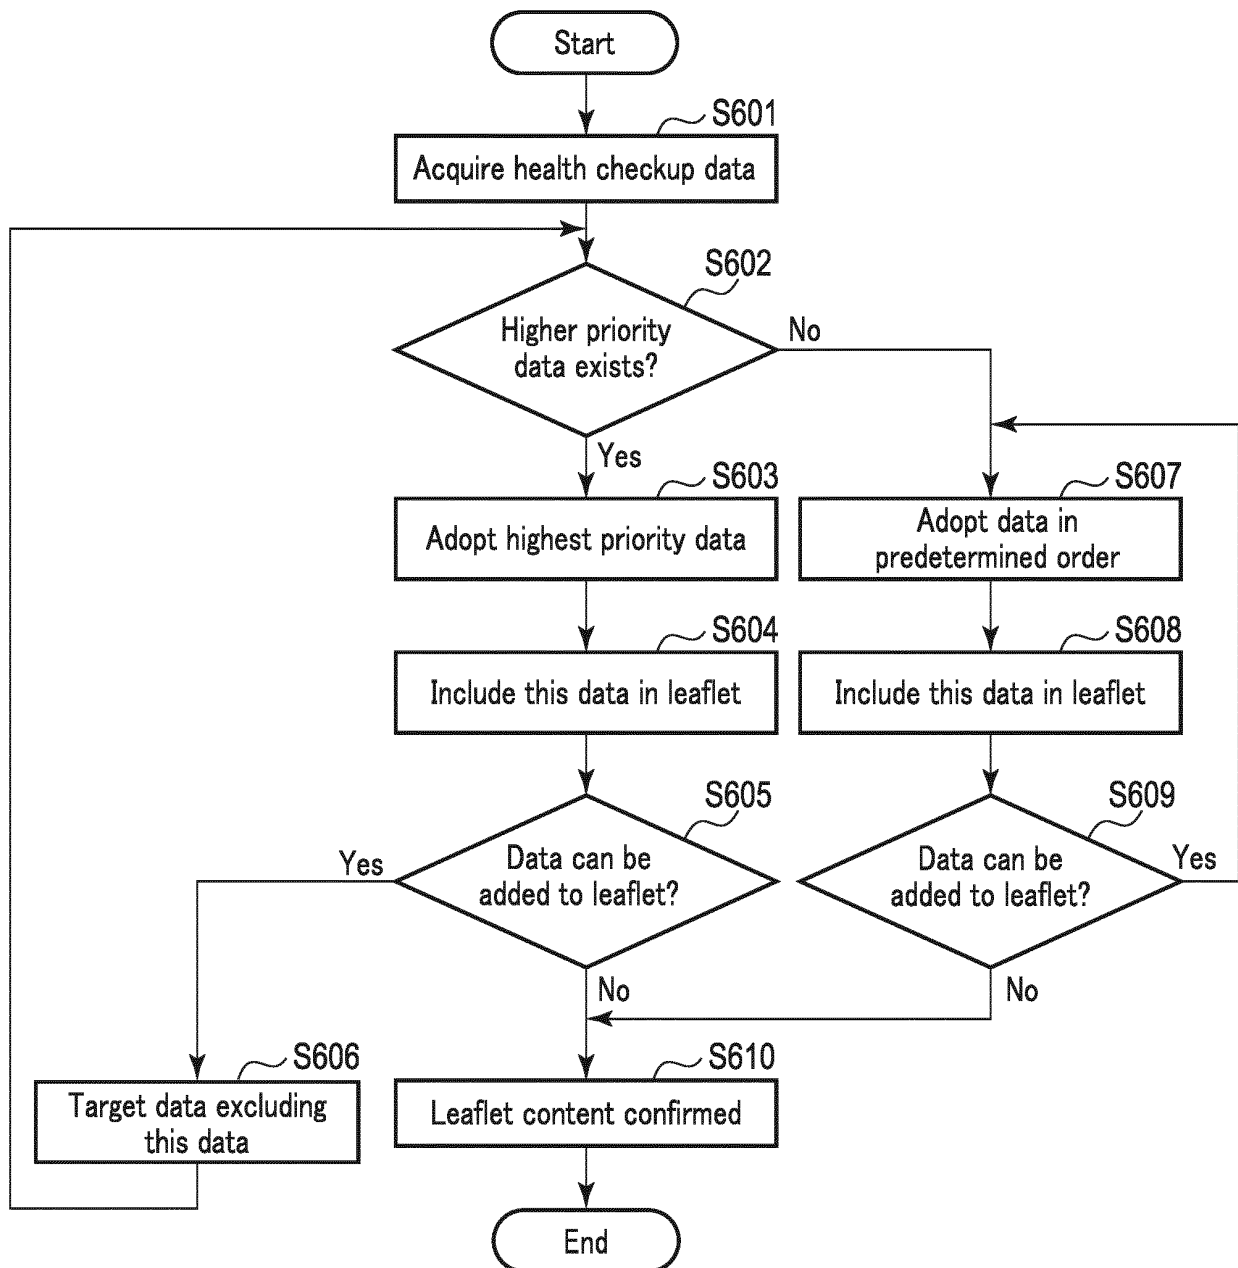 Start
S601
Acquire health checkup data
S602
Higher priority
data exists?
No
Yes
S603
Adopt highest priority data
S607
Adopt data in
predetermined order
S604
Include this data in leaflet
S608
Include this data in leaflet
S605
Data can be
added to leaflet?
Yes
No
S609
Data can be
added to leaflet?
Yes
No
S606
Target data excluding
this data
S610
Leaflet content confirmed
End